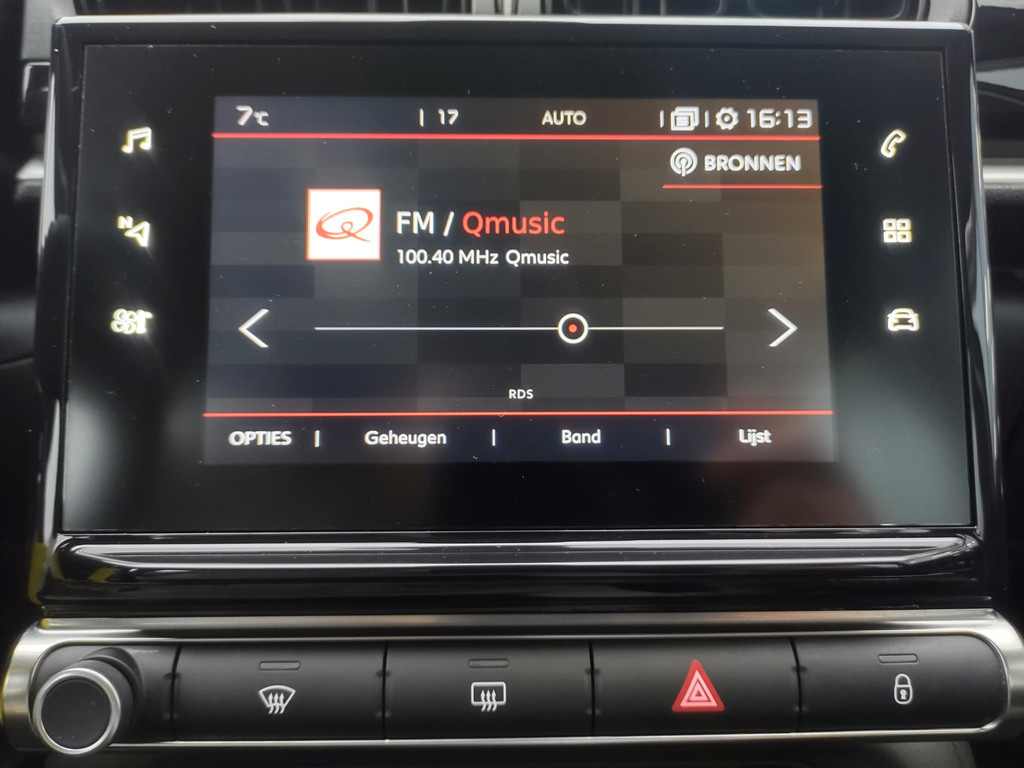 7°C | 17 AUTO | | 16:13
BRONNEN
FM / Qmusic
100.40 MHz Qmusic
N
RDS
OPTIES | Geheugen | Band | Lijst